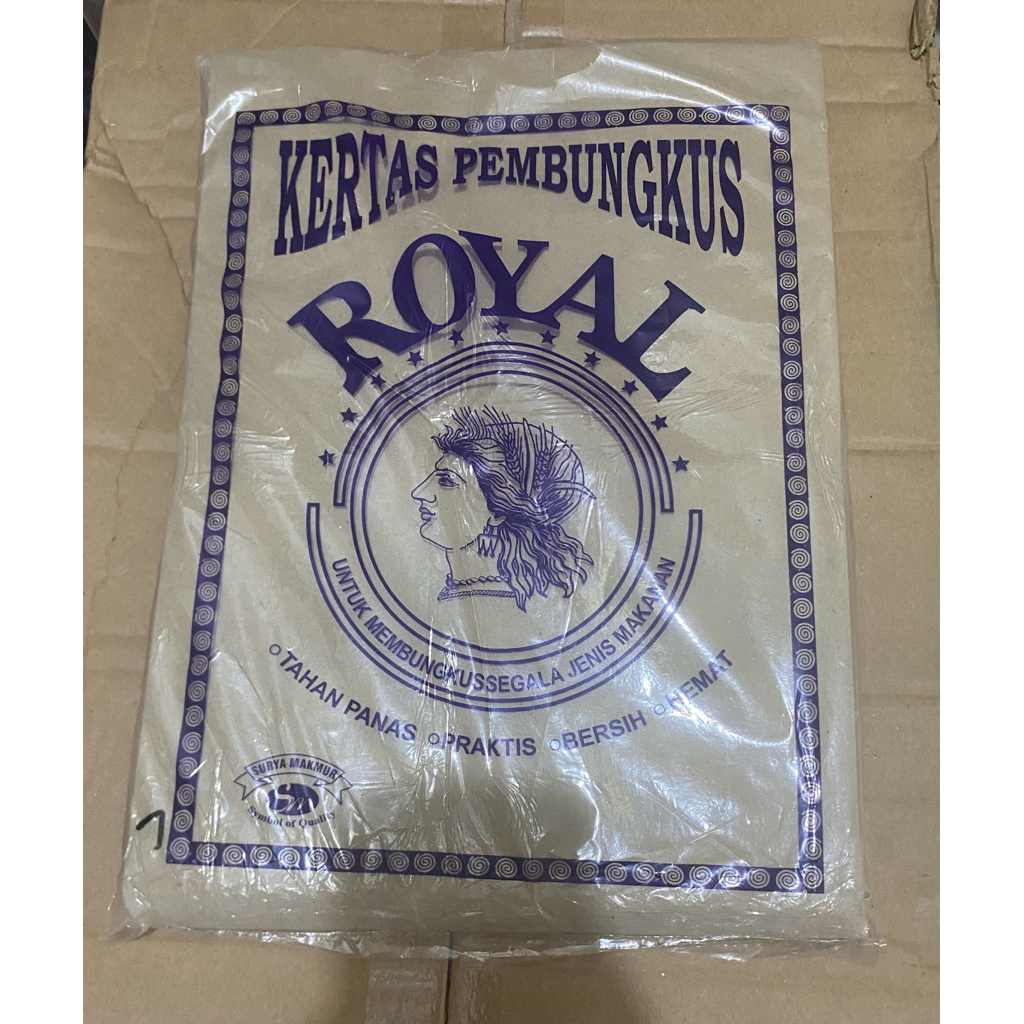 KERTAS PEMBUNGKUS
ROYAL
UNTUK MEMBUNGKUSSEGALA JENIS MAKANAN
TAHAN PANAS PRAKTIS BERSIH HEMAT
SURYA MAKMUR
Symbol of Quality